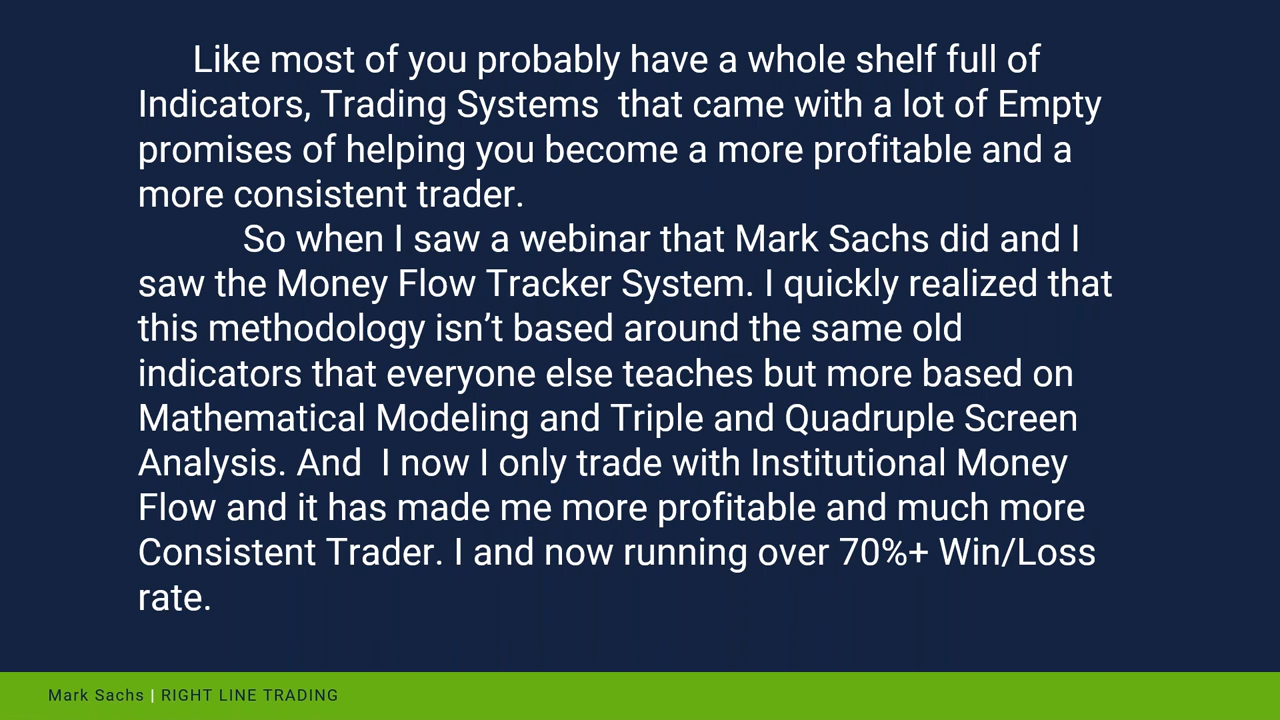 Like most of you probably have a whole shelf full of
Indicators, Trading Systems  that came with a lot of Empty
promises of helping you become a more profitable and a
more consistent trader.
So when I saw a webinar that Mark Sachs did and I
saw the Money Flow Tracker System. I quickly realized that
this methodology isn’t based around the same old
indicators that everyone else teaches but more based on
Mathematical Modeling and Triple and Quadruple Screen
Analysis. And  I now I only trade with Institutional Money
Flow and it has made me more profitable and much more
Consistent Trader. I and now running over 70%+ Win/Loss
rate.
Mark Sachs | RIGHT LINE TRADING